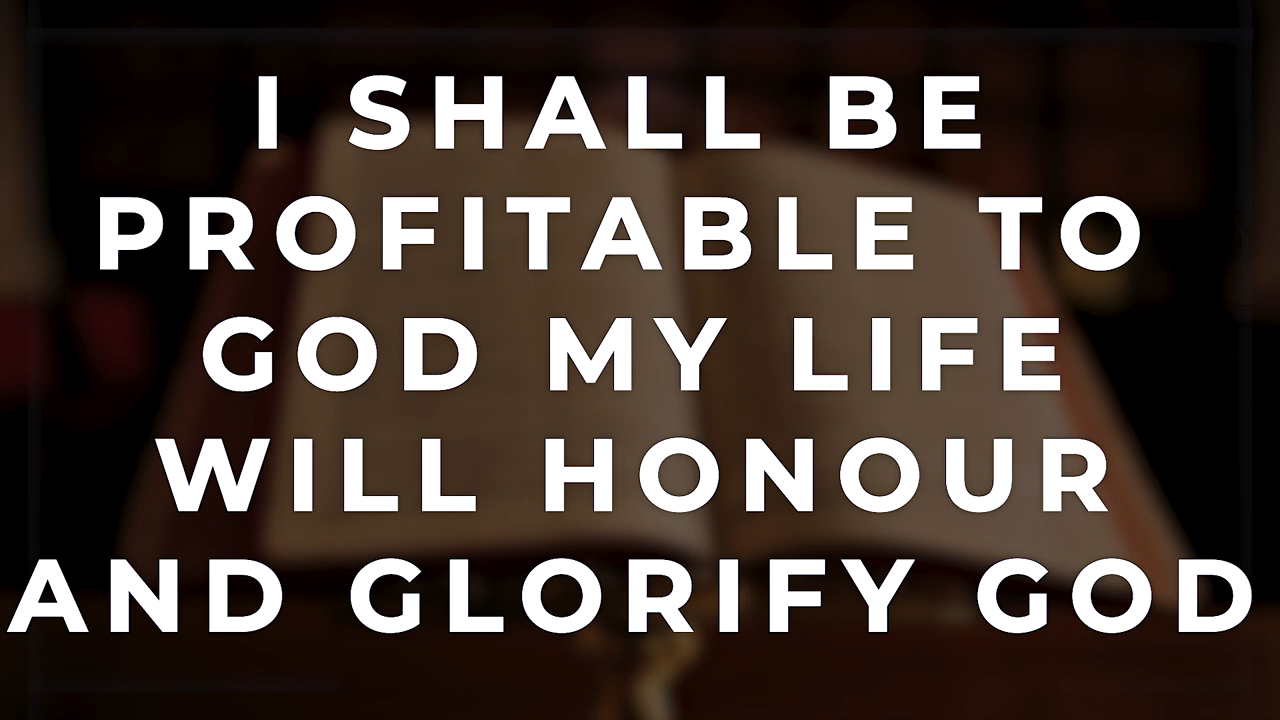 I SHALL BE
PROFITABLE TO
GOD MY LIFE
WILL HONOUR
AND GLORIFY GOD